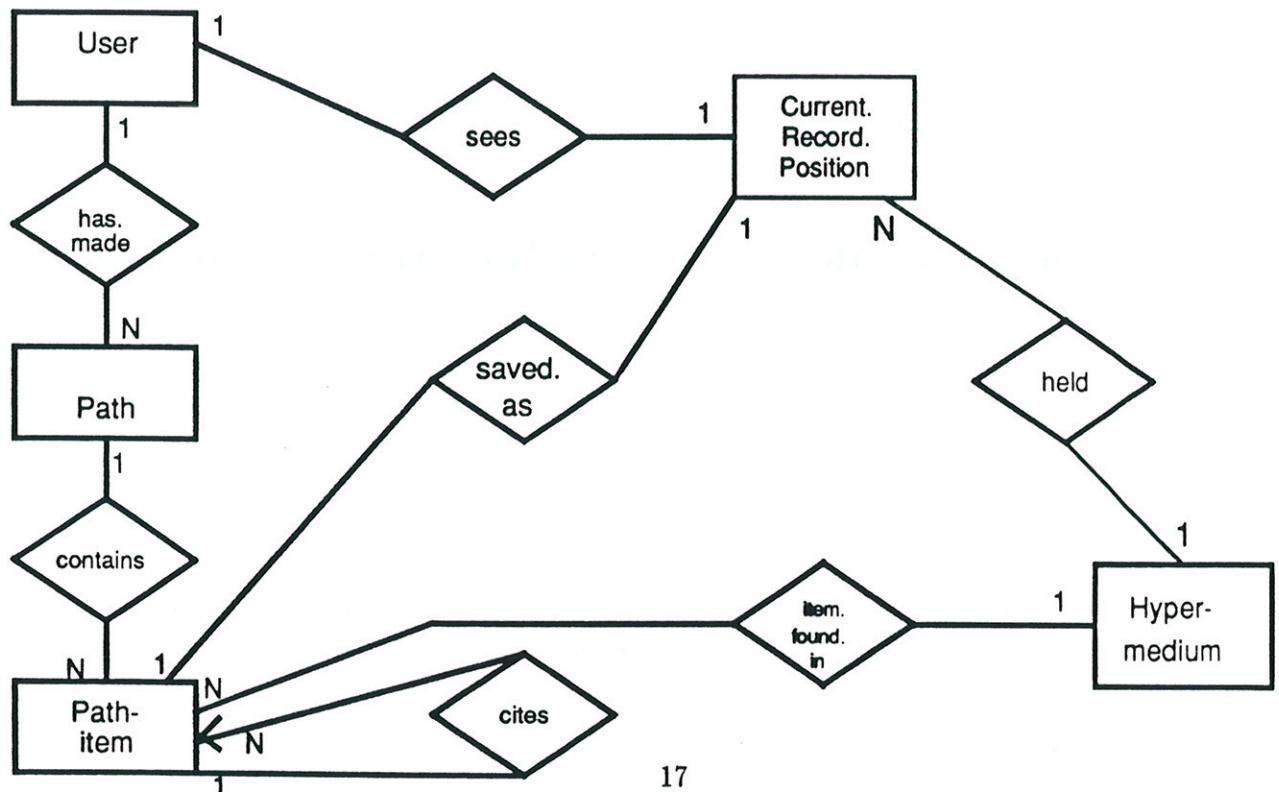 User
1
1
sees
1
Current.
Record.
Position
has.
made
1
N
N
Path
saved.
as
held
1
contains
1
item.
found.
in
1
Hyper-
medium
N
1
N
Path-
item
N
cites
1
17